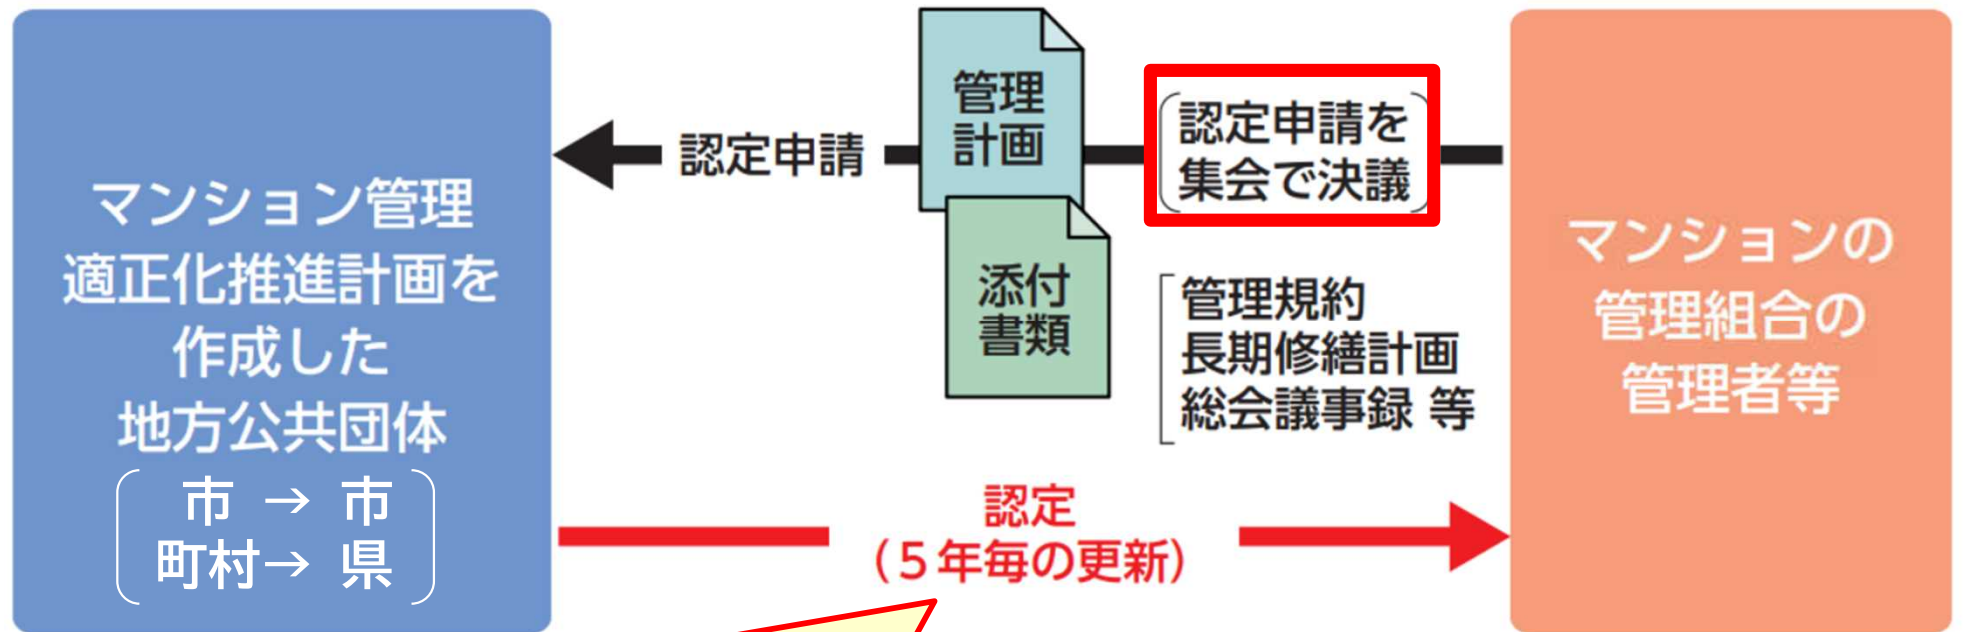 マンション管理
適正化推進計画を
作成した
地方公共団体
市 → 市
町村→ 県
認定申請
管理
計画
添付
書類
認定申請を
集会で決議
管理規約
長期修繕計画
総会議事録 等
認定
(５年毎の更新)
マンションの
管理組合の
管理者等